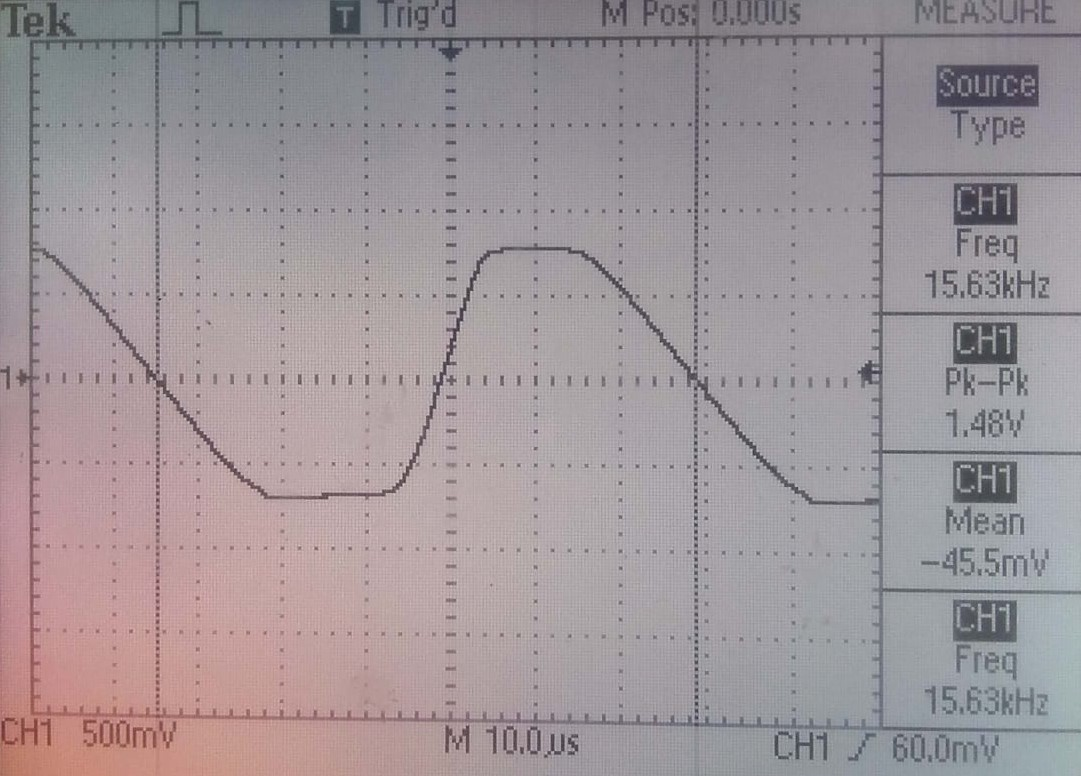 Tek T Trig'd M Pos: 0.000s MEASURE
Source
Type
CH1
Freq
15.63kHz
CH1
Pk-Pk
1.48V
CH1
Mean
-45.5mV
CH1
Freq
15.63kHz
1
CH1 500mV M 10.0µs CH1 60.0mV